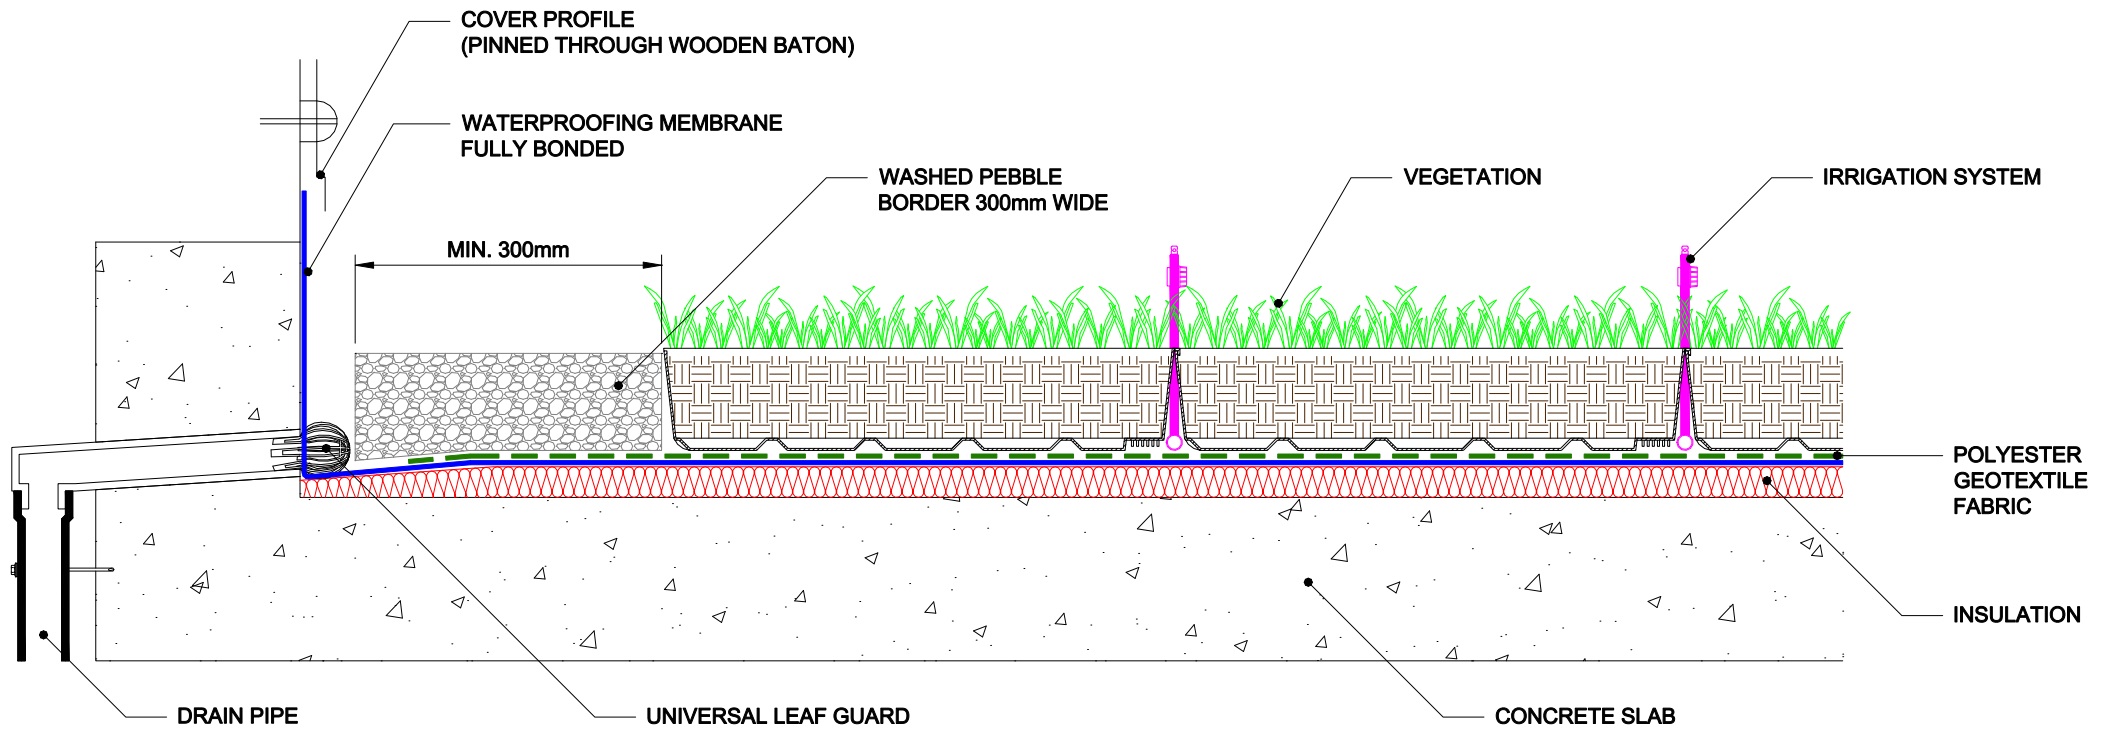 COVER PROFILE
(PINNED THROUGH WOODEN BATON)
WATERPROOFING MEMBRANE
FULLY BONDED
WASHED PEBBLE
BORDER 300mm WIDE
VEGETATION
IRRIGATION SYSTEM
MIN. 300mm
POLYESTER
GEOTEXTILE
FABRIC
INSULATION
DRAIN PIPE
UNIVERSAL LEAF GUARD
CONCRETE SLAB